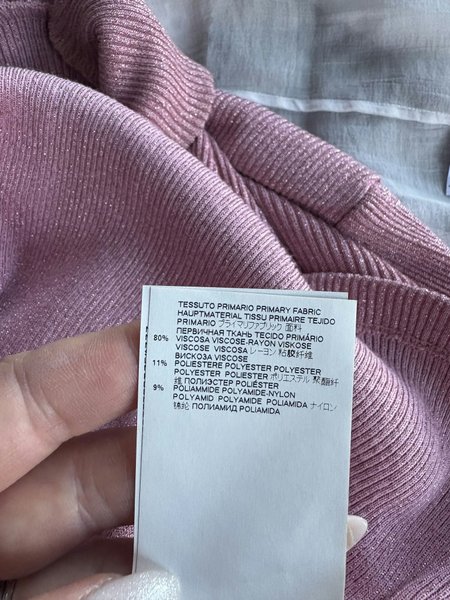 TESSUTO PRIMARIO PRIMARY FABRIC
HAUPTMATERIAL TISSU PRIMAIRE TEJIDO
PRIMARIO プライマリファブリック 面料
ПЕРВИЧНАЯ ТКАНЬ TECIDO PRIMÁRIO
80% VISCOSA VISCOSE-RAYON VISKOSE
VISCOSE VISCOSA レーヨン 粘胶纤维
ВИСКОЗА VISCOSE
11% POLIESTERE POLYESTER POLYESTER
POLYESTER POLIESTER ポリエステル 聚酯纤
维 ПОЛИЭСТЕР POLIÉSTER
9% POLIAMMIDE POLYAMIDE-NYLON
POLYAMID POLYAMIDE POLIAMIDA ナイロン
锦纶 ПОЛИАМИД POLIAMIDA